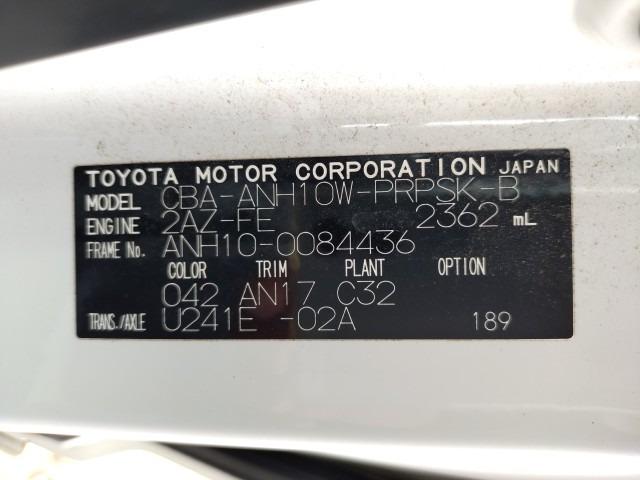 TOYOTA MOTOR CORPORATION JAPAN
MODEL CBA-ANH10W-PRPSK-B
ENGINE 2AZ-FE 2362 mL
FRAME No. ANH10-0084436
COLOR TRIM PLANT OPTION
042 AN17 C32
TRANS./AXLE U241E -02A 189